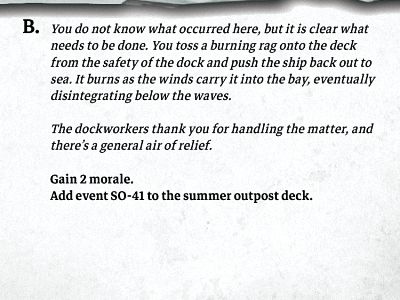 B. You do not know what occurred here, but it is clear what
needs to be done. You toss a burning rag onto the deck
from the safety of the dock and push the ship back out to
sea. It burns as the winds carry it into the bay, eventually
disintegrating below the waves.
The dockworkers thank you for handling the matter, and
there's a general air of relief.
Gain 2 morale.
Add event SO-41 to the summer outpost deck.